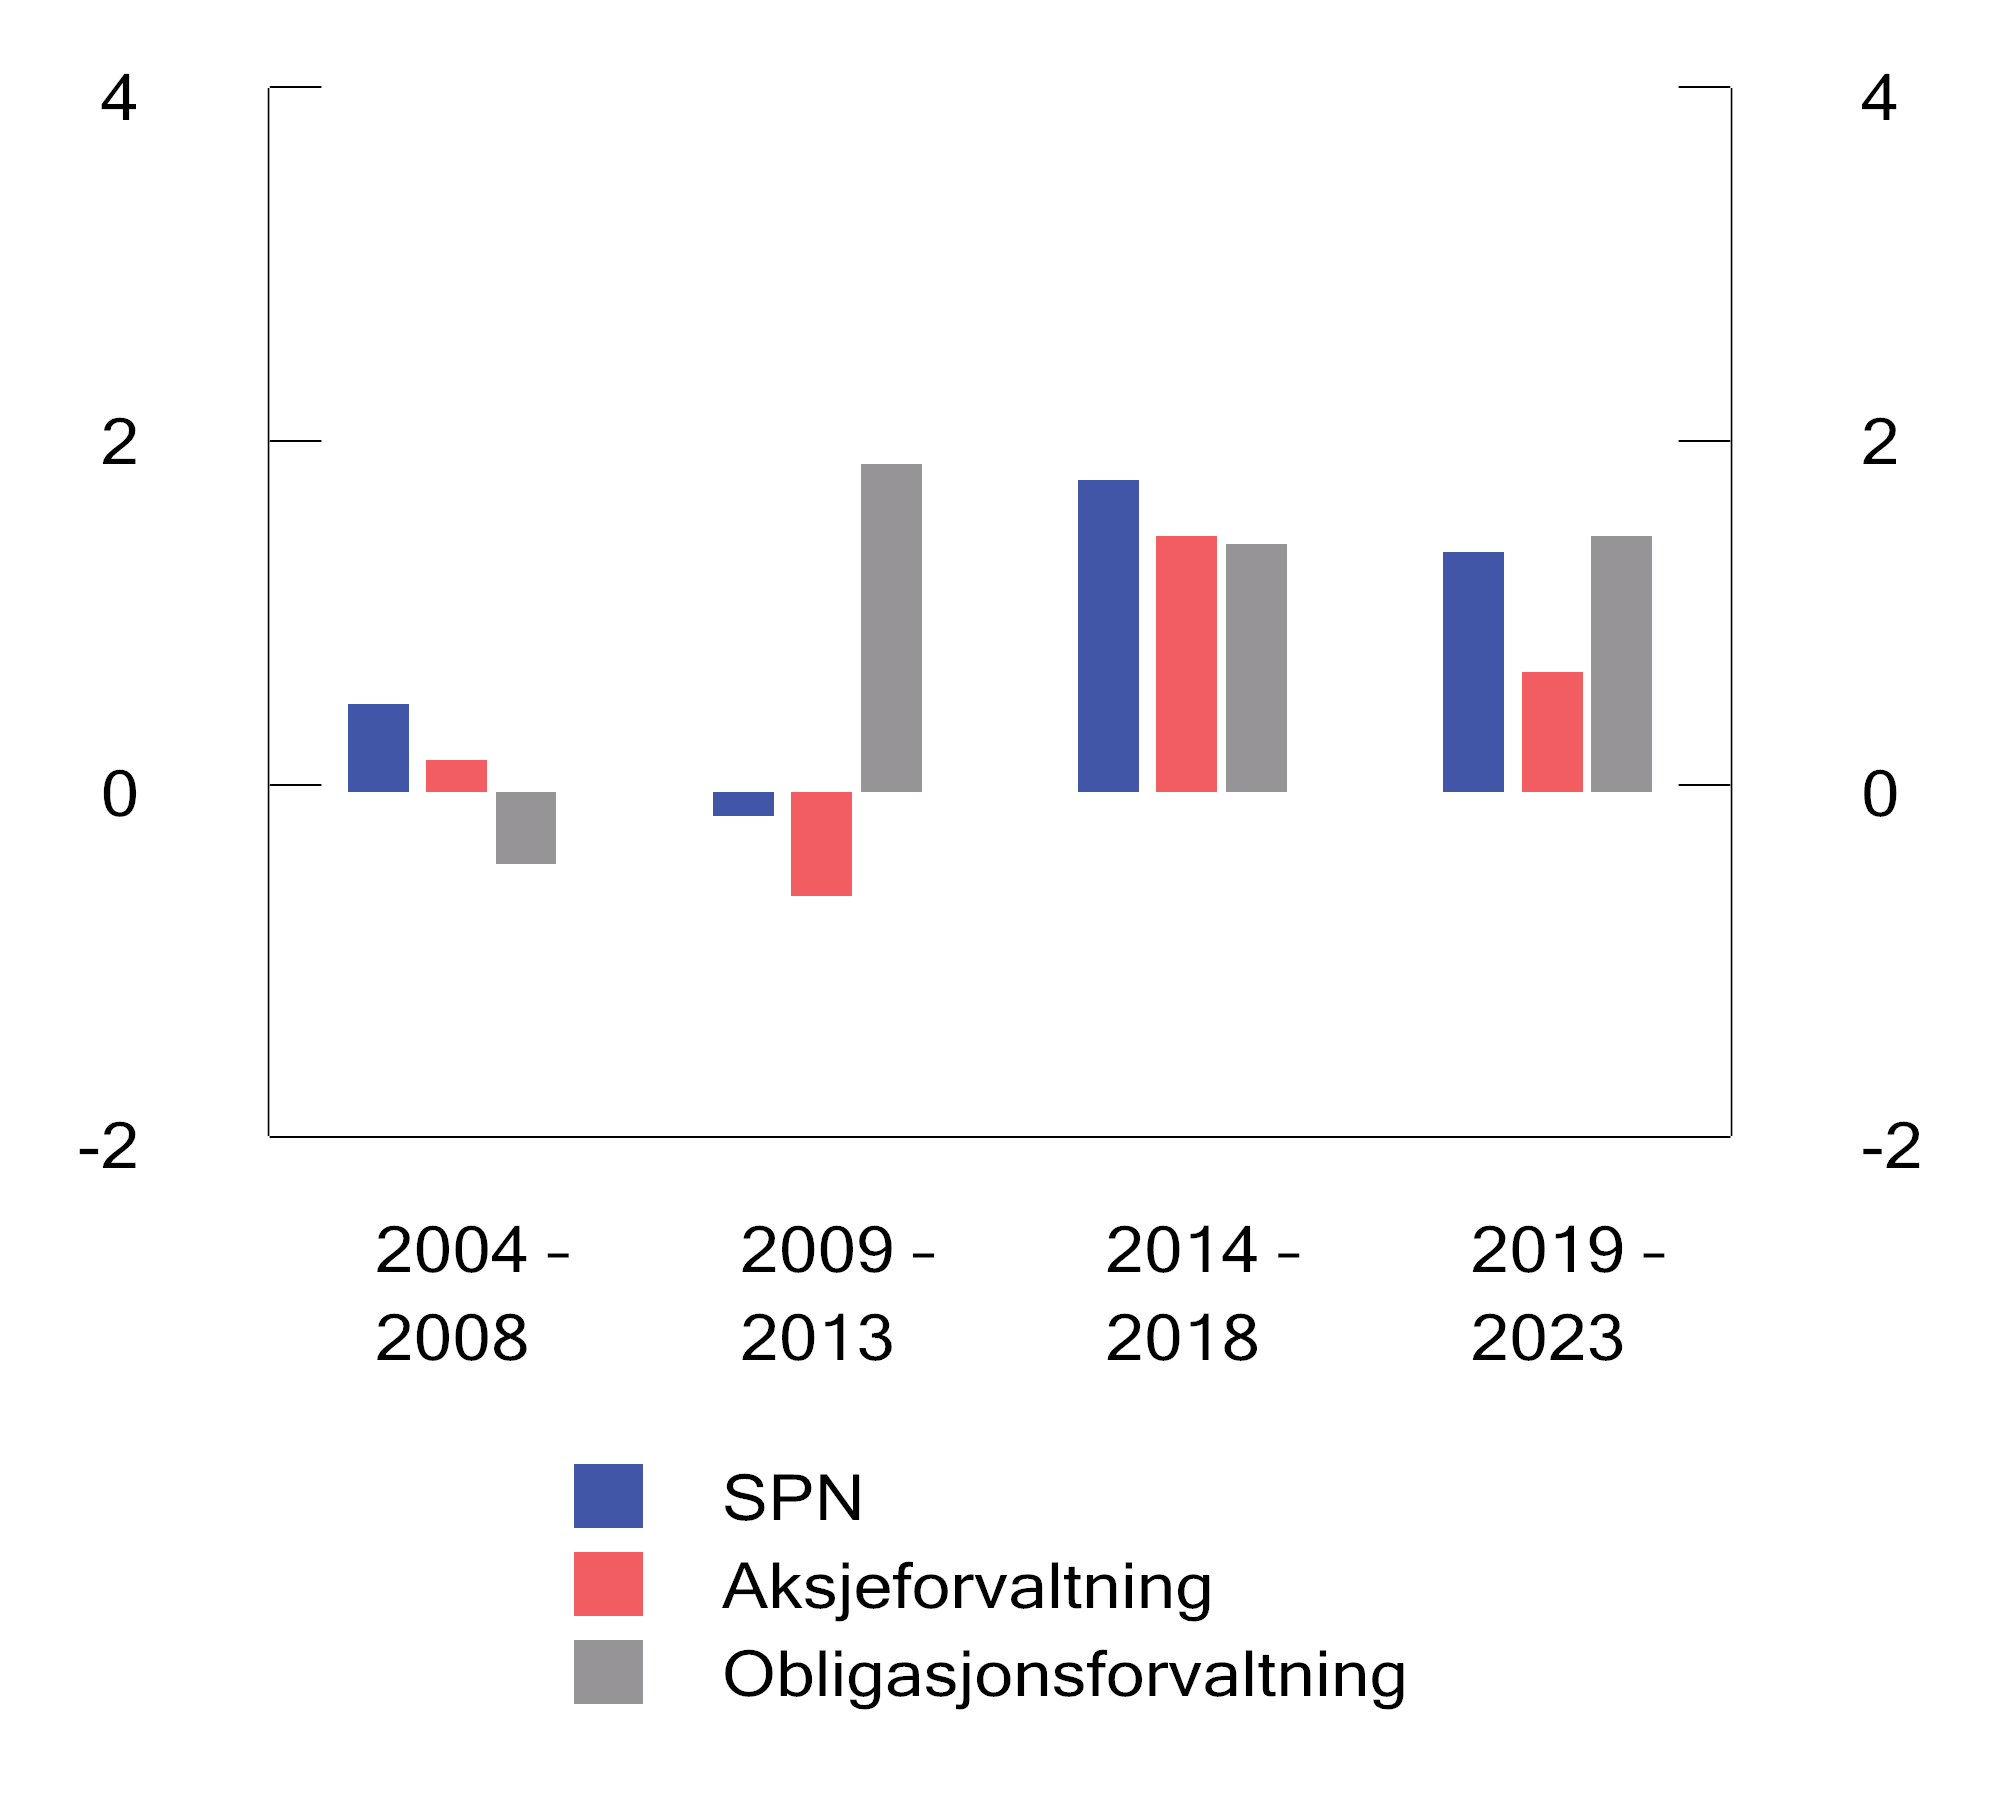 4 4
2 2
0 0
-2 -2
2004 – 2009 – 2014 – 2019 –
2008 2013 2018 2023
SPN
Aksjeforvaltning
Obligasjonsforvaltning